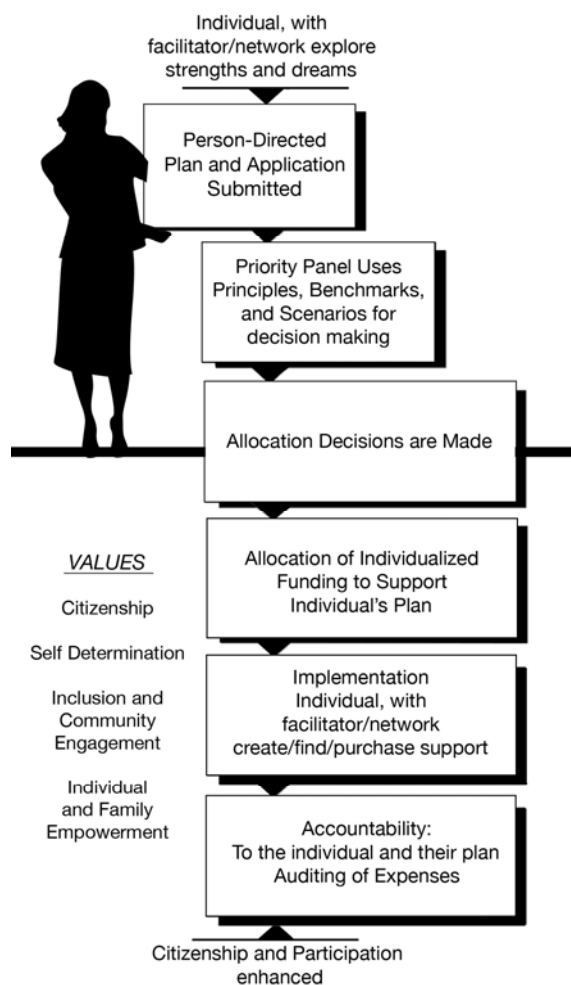 Individual, with
facilitator/network explore
strengths and dreams
Person-Directed
Plan and Application
Submitted
Priority Panel Uses
Principles, Benchmarks,
and Scenarios for
decision making
Allocation Decisions are Made
Allocation of Individualized
Funding to Support
Individual's Plan
VALUES
Citizenship
Self Determination
Inclusion and
Community
Engagement
Individual
and Family
Empowerment
Implementation
Individual, with
facilitator/network
create/find/purchase support
Accountability:
To the individual and their plan
Auditing of Expenses
Citizenship and Participation
enhanced